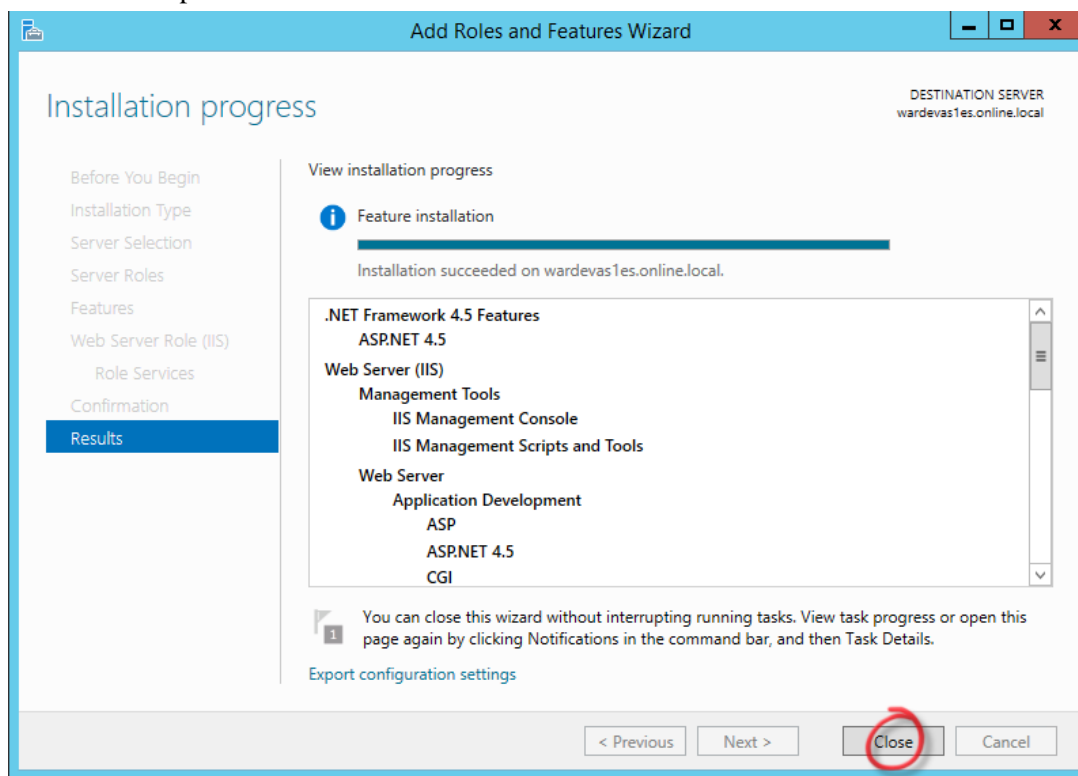 Add Roles and Features Wizard
Installation progress
DESTINATION SERVER
wardevas1es.online.local
Before You Begin
Installation Type
Server Selection
Server Roles
Features
Web Server Role (IIS)
Role Services
Confirmation
Results
View installation progress
Feature installation
Installation succeeded on wardevas1es.online.local.
.NET Framework 4.5 Features
ASP.NET 4.5
Web Server (IIS)
Management Tools
IIS Management Console
IIS Management Scripts and Tools
Web Server
Application Development
ASP
ASP.NET 4.5
CGI
1
You can close this wizard without interrupting running tasks. View task progress or open this
page again by clicking Notifications in the command bar, and then Task Details.
Export configuration settings
< Previous
Next >
Close
Cancel